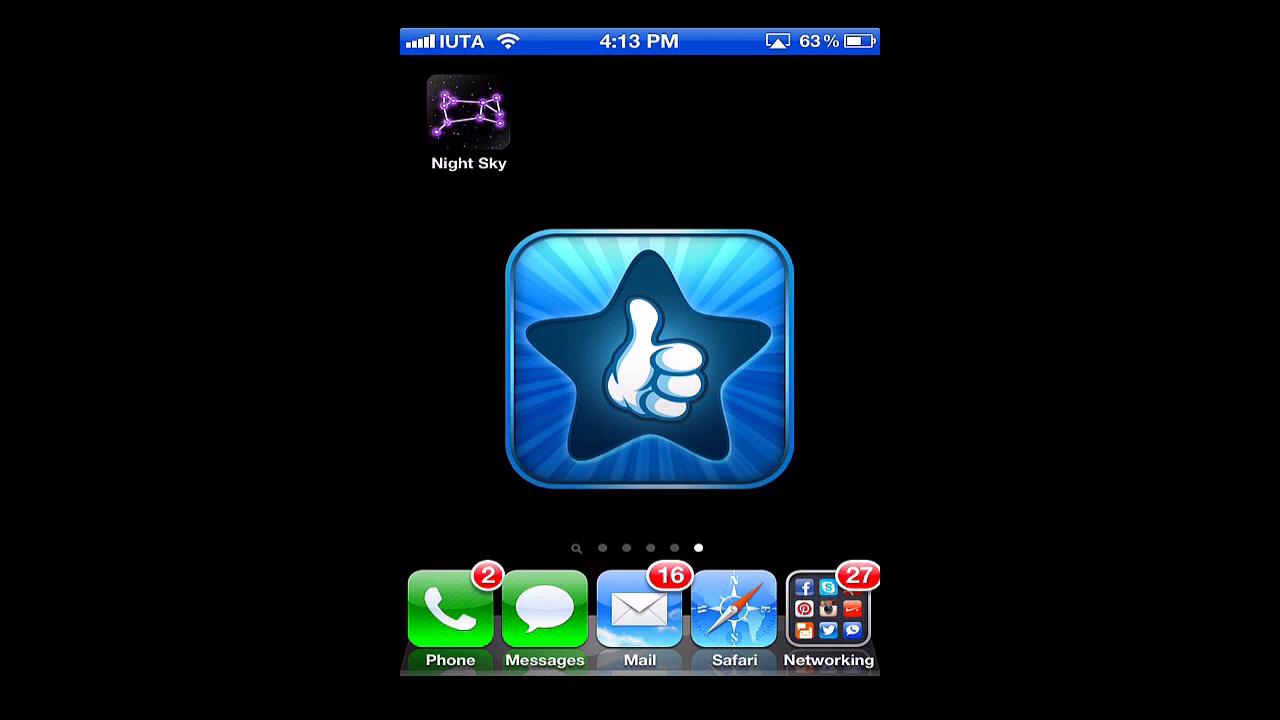 IUTA 4:13 PM 63%
Night Sky
2 16 27
N
S
Phone Messages Mail Safari Networking